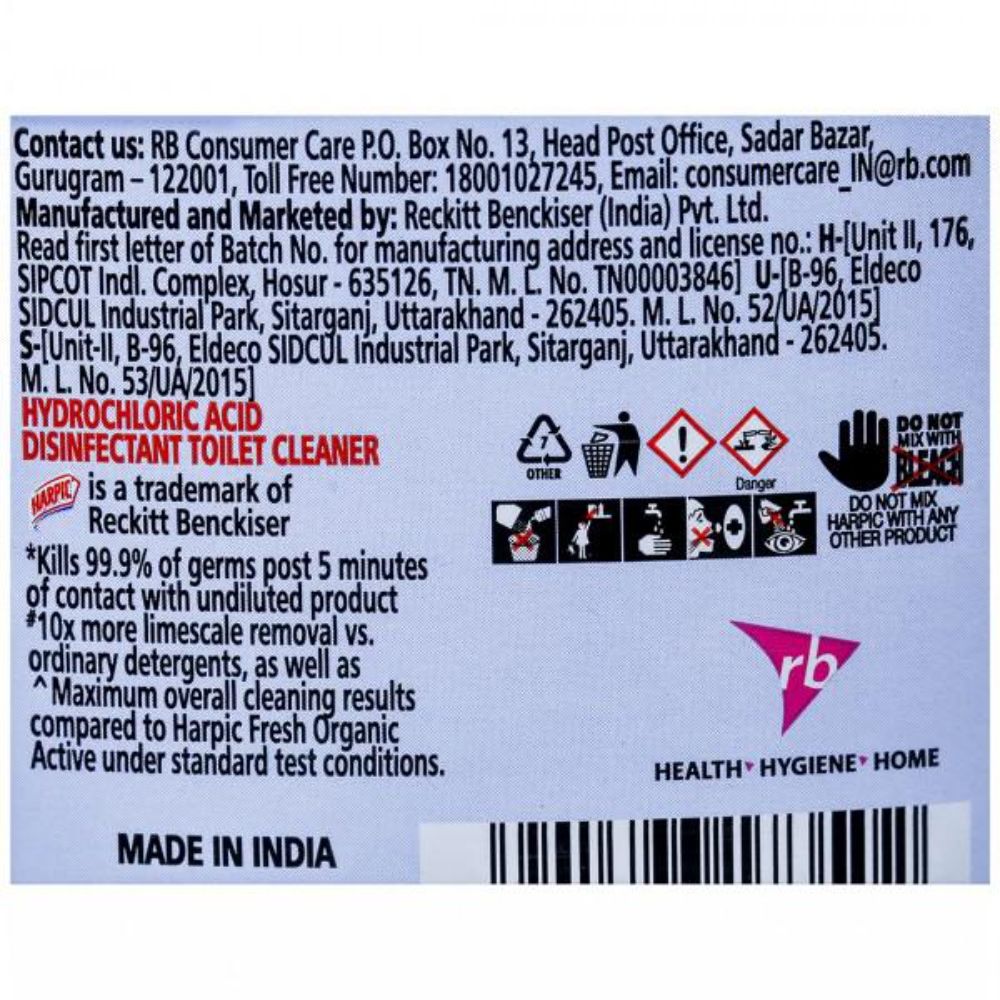 Contact us: RB Consumer Care P.O. Box No. 13, Head Post Office, Sadar Bazar,
Gurugram – 122001, Toll Free Number: 18001027245, Email: consumercare_IN@rb.com
Manufactured and Marketed by: Reckitt Benckiser (India) Pvt. Ltd.
Read first letter of Batch No. for manufacturing address and license no.: H-[Unit II, 176,
SIPCOT Indl. Complex, Hosur - 635126, TN. M. L. No. TN00003846] U-[B-96, Eldeco
SIDCUL Industrial Park, Sitarganj, Uttarakhand - 262405. M. L. No. 52/UA/2015]
S-[Unit-II, B-96, Eldeco SIDCUL Industrial Park, Sitarganj, Uttarakhand - 262405.
M. L. No. 53/UA/2015]
HYDROCHLORIC ACID
DISINFECTANT TOILET CLEANER
HARPIC is a trademark of
Reckitt Benckiser
*Kills 99.9% of germs post 5 minutes
of contact with undiluted product
#10x more limescale removal vs.
ordinary detergents, as well as
^Maximum overall cleaning results
compared to Harpic Fresh Organic
Active under standard test conditions.
MADE IN INDIA
7
OTHER
Danger
DO NOT
MIX WITH
BLEACH
DO NOT MIX
HARPIC WITH ANY
OTHER PRODUCT
rb
HEALTH HYGIENE HOME